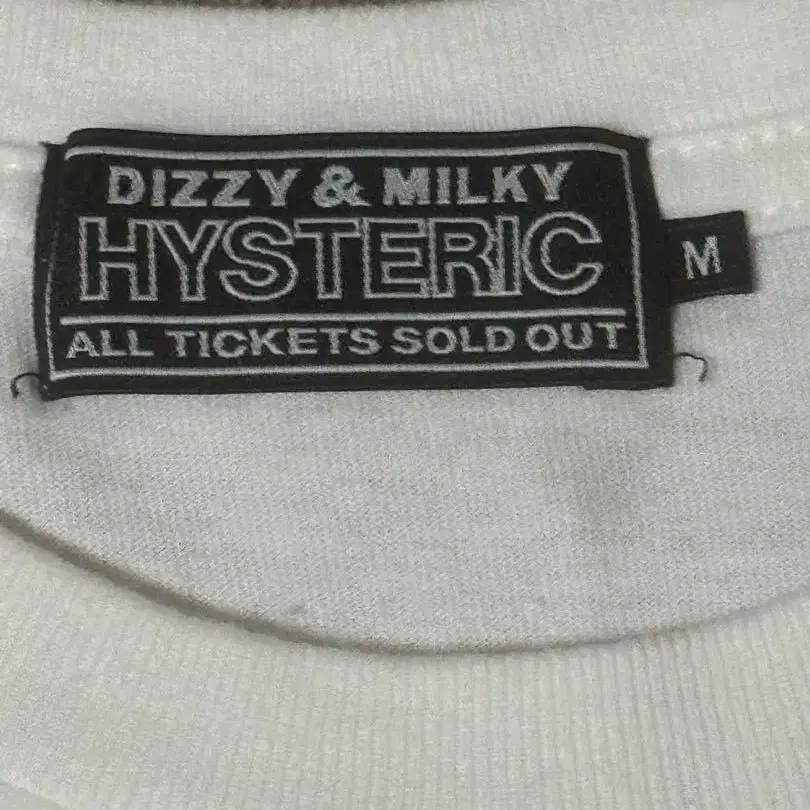 DIZZY & MILKY
HYSTERIC
ALL TICKETS SOLD OUT
M